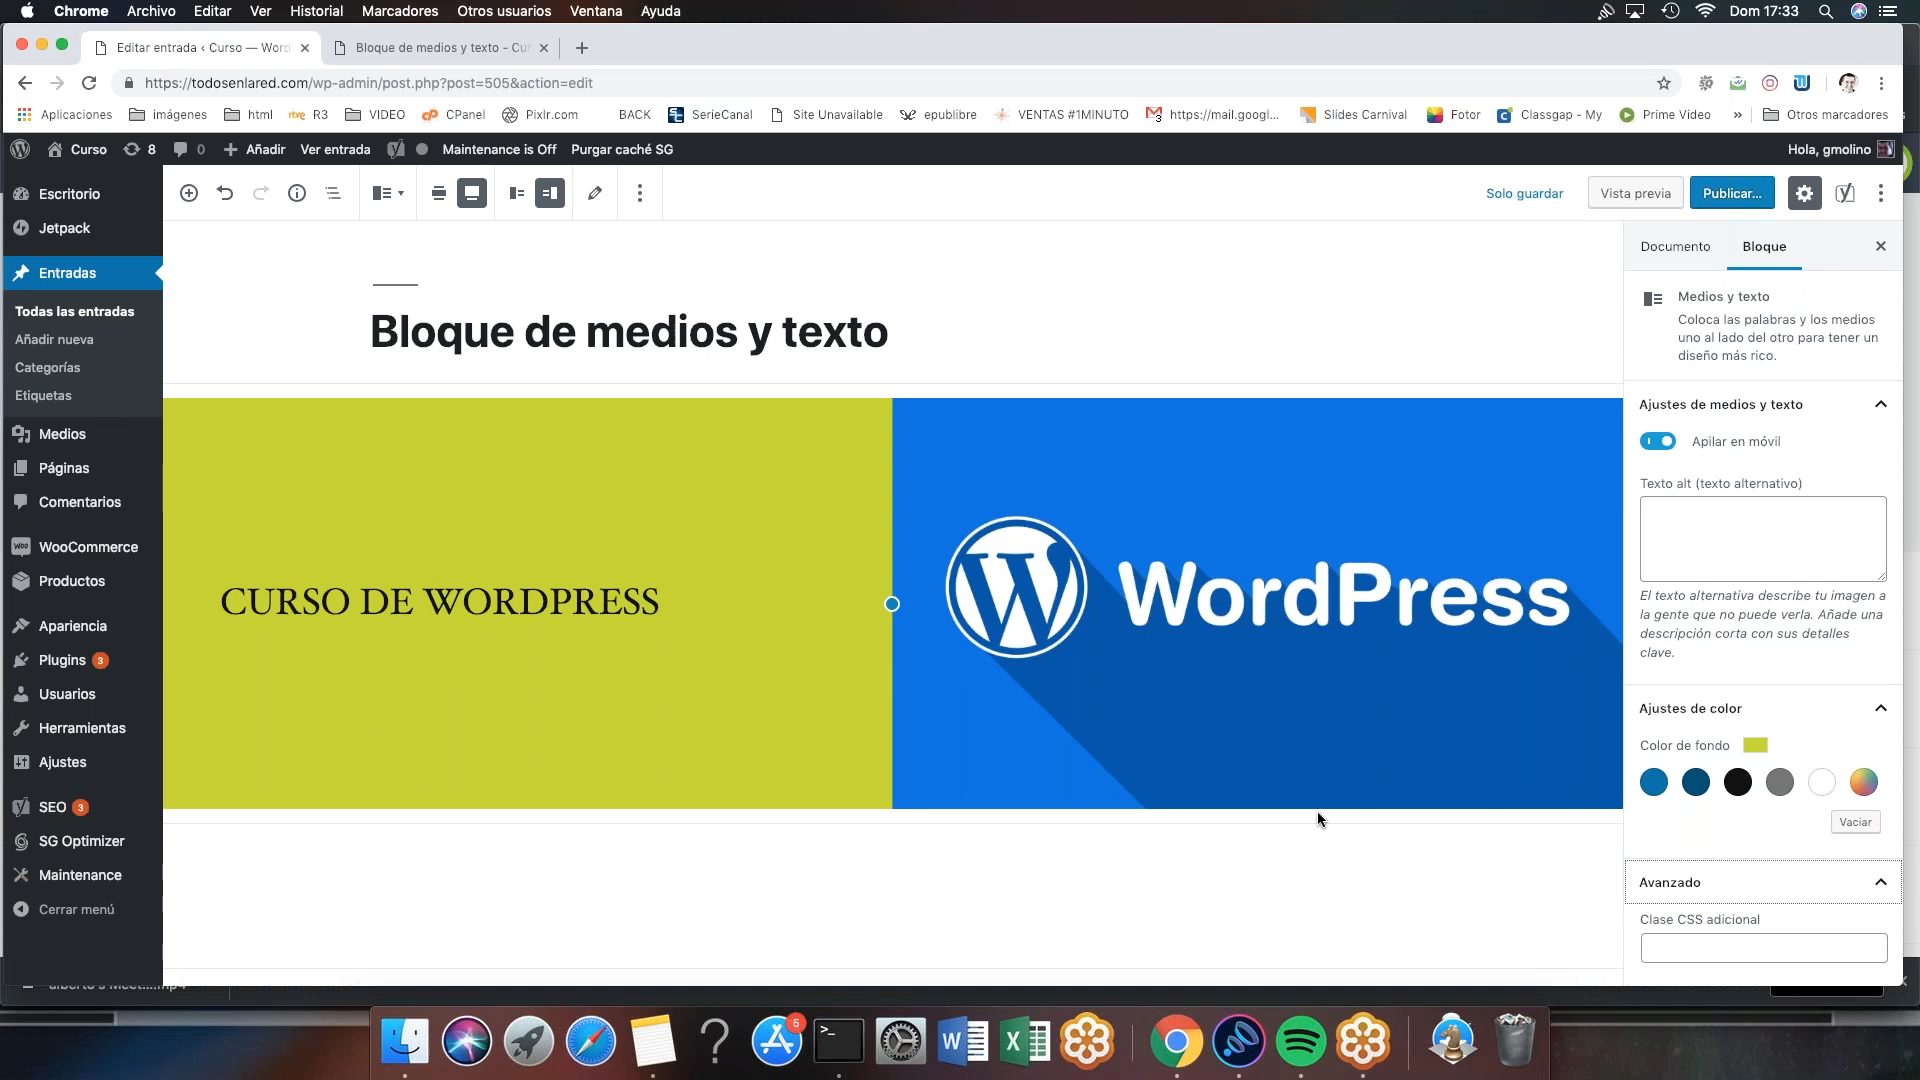 Chrome Archivo Editar Ver Historial Marcadores Otros usuarios Ventana Ayuda Dom 17:33
Editar entrada ‹ Curso — Word
Bloque de medios y texto - Cur
https://todosenlared.com/wp-admin/post.php?post=505&action=edit
Aplicaciones imágenes html rtve R3 VIDEO CPanel Pixlr.com BACK SerieCanal Site Unavailable epublibre VENTAS #1MINUTO https://mail.googl... Slides Carnival Fotor Classgap - My Prime Video » Otros marcadores
Curso 8 0 Añadir Ver entrada Maintenance is Off Purgar caché SG Hola, gmolino
Solo guardar Vista previa Publicar...
Escritorio
Jetpack
Entradas
Todas las entradas
Añadir nueva
Categorías
Etiquetas
Medios
Páginas
Comentarios
WooCommerce
Productos
Apariencia
Plugins 3
Usuarios
Herramientas
Ajustes
SEO 3
SG Optimizer
Maintenance
Cerrar menú
Bloque de medios y texto
CURSO DE WORDPRESS
WordPress
Documento Bloque
Medios y texto
Coloca las palabras y los medios
uno al lado del otro para tener un
diseño más rico.
Ajustes de medios y texto
Apilar en móvil
Texto alt (texto alternativo)
El texto alternativa describe tu imagen a
la gente que no puede verla. Añade una
descripción corta con sus detalles
clave.
Ajustes de color
Color de fondo
Vaciar
Avanzado
Clase CSS adicional
5